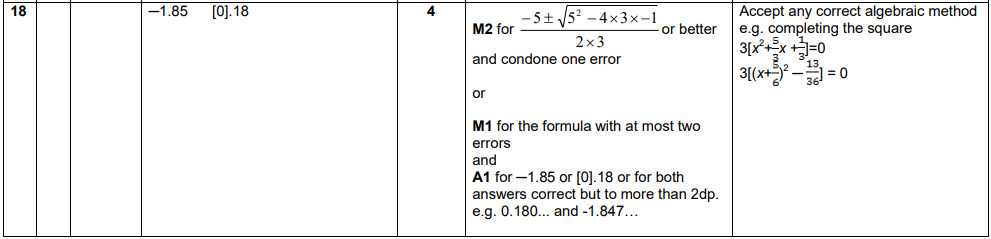 18 –1.85 [0].18 4
M2 for (-5 ± √(5² - 4×3×-1))/(2×3) or better
and condone one error
or
M1 for the formula with at most two
errors
and
A1 for –1.85 or [0].18 or for both
answers correct but to more than 2dp.
e.g. 0.180... and -1.847…
Accept any correct algebraic method
e.g. completing the square
3[x²+5/3x +1/3]=0
3[(x+5/6)² – 13/36] = 0